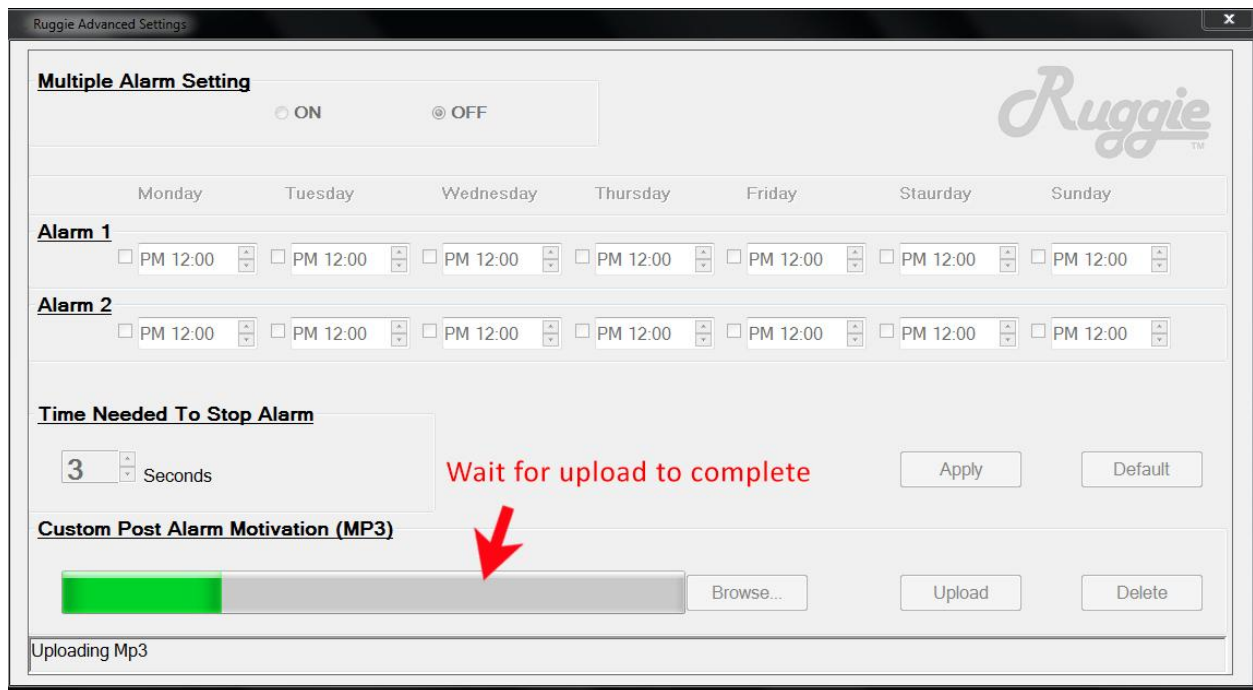 Ruggie Advanced Settings x
Multiple Alarm Setting
ON OFF
Ruggie
TM
Monday Tuesday Wednesday Thursday Friday Staurday Sunday
Alarm 1
PM 12:00 PM 12:00 PM 12:00 PM 12:00 PM 12:00 PM 12:00 PM 12:00
Alarm 2
PM 12:00 PM 12:00 PM 12:00 PM 12:00 PM 12:00 PM 12:00 PM 12:00
Time Needed To Stop Alarm
3 Seconds
Wait for upload to complete
Apply Default
Custom Post Alarm Motivation (MP3)
Browse... Upload Delete
Uploading Mp3